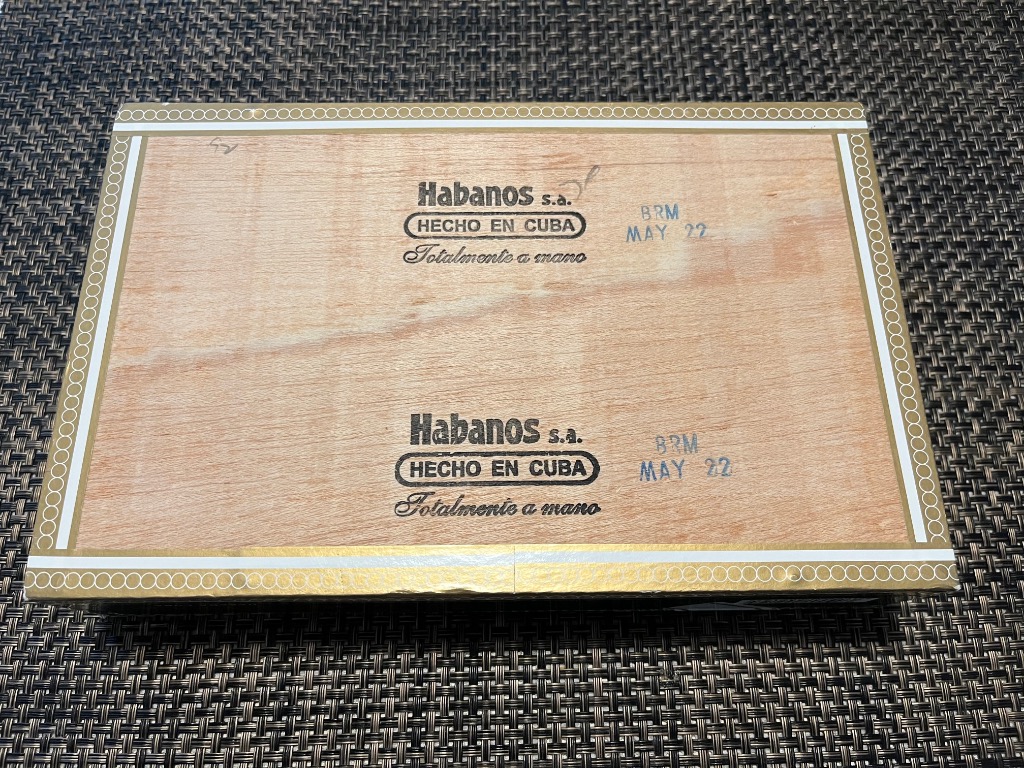 Habanos s.a.
HECHO EN CUBA
Totalmente a mano
BRM
MAY 22
Habanos s.a.
HECHO EN CUBA
Totalmente a mano
BRM
MAY 22